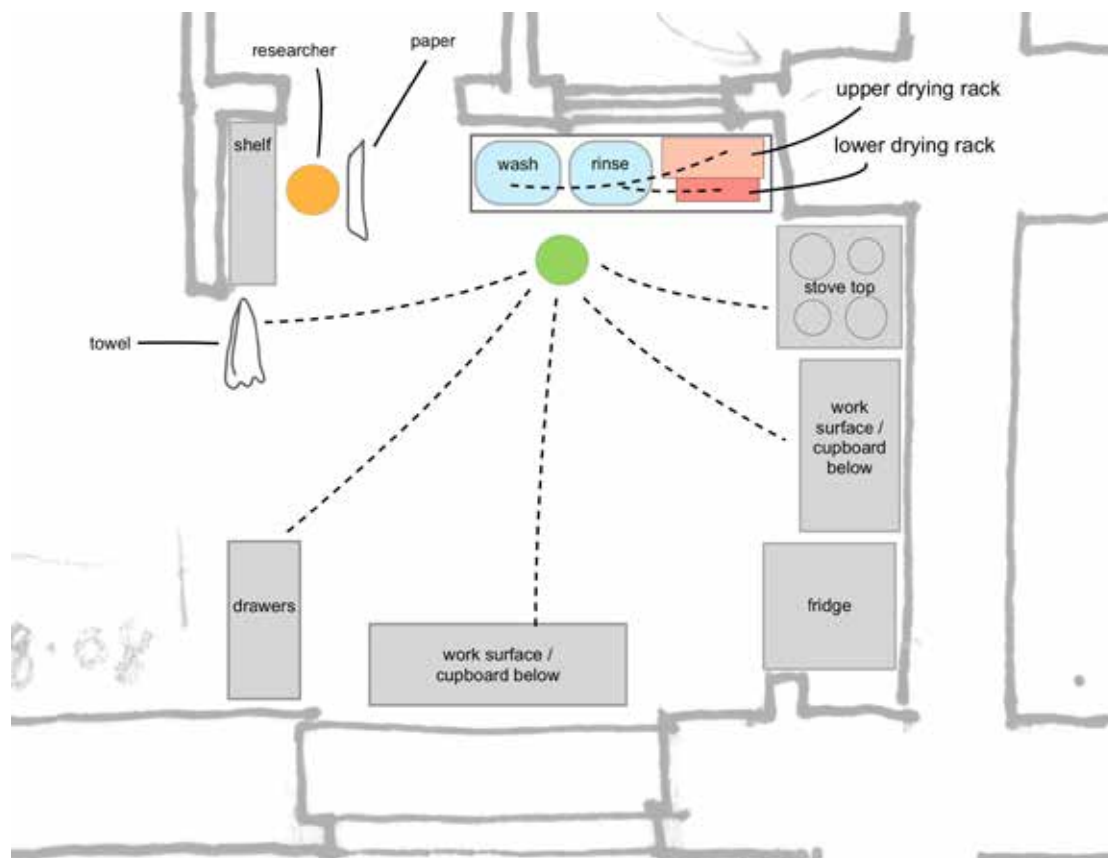 paper
researcher
upper drying rack
shelf
lower drying rack
wash
rinse
stove top
towel
work
surface /
cupboard
below
drawers
fridge
work surface /
cupboard below